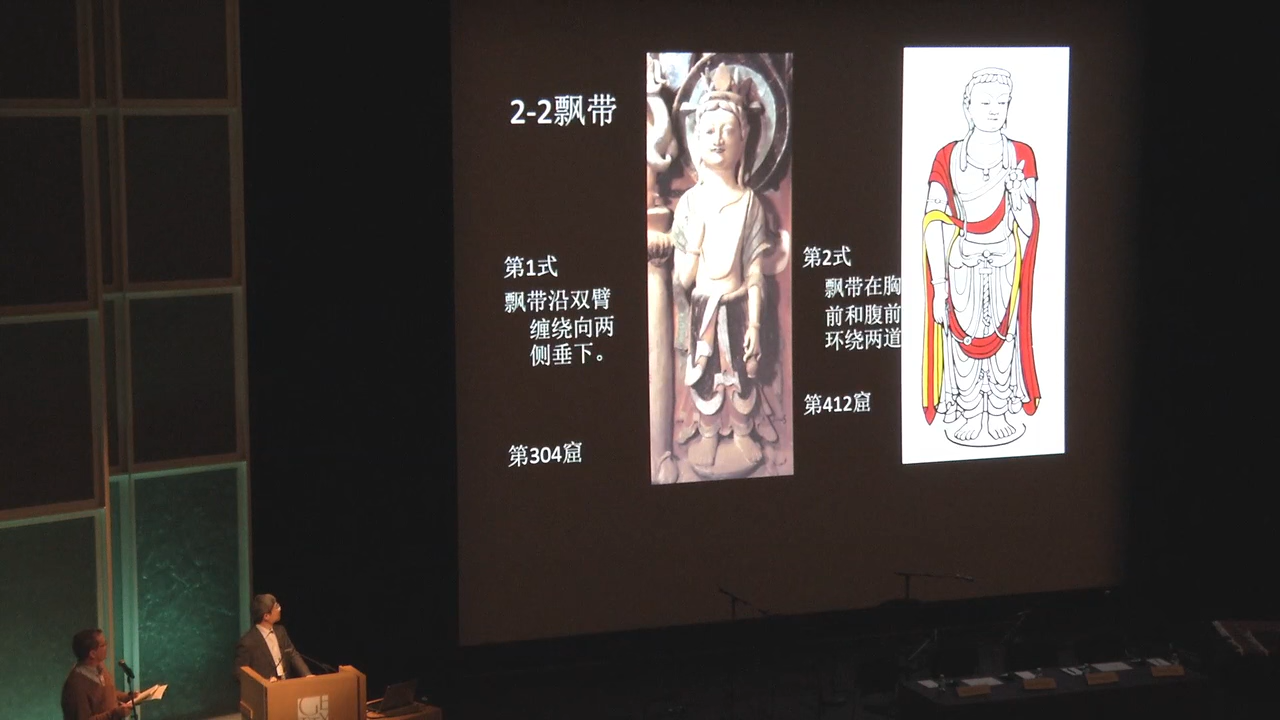 2-2飘带
第1式
飘带沿双臂
缠绕向两
侧垂下。
第304窟
第2式
飘带在胸
前和腹前
环绕两道
第412窟